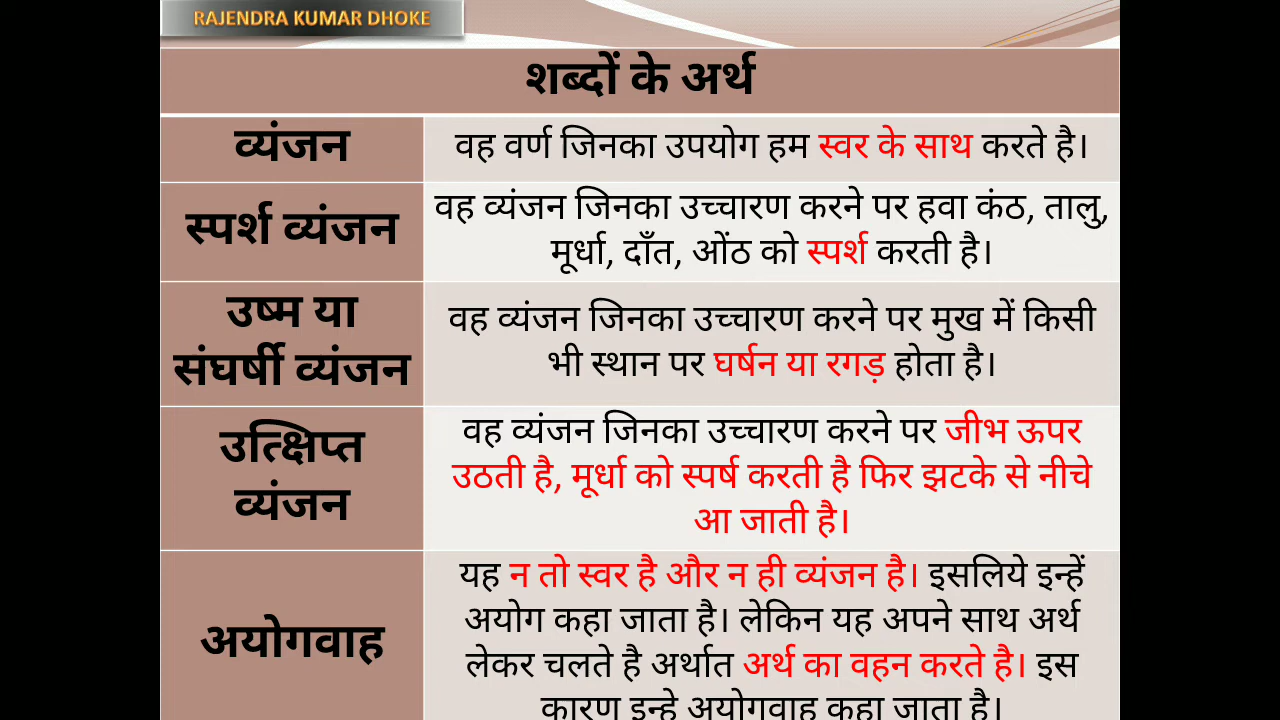 RAJENDRA KUMAR DHOKE
शब्दों के अर्थ
व्यंजन
वह वर्ण जिनका उपयोग हम स्वर के साथ करते है।
स्पर्श व्यंजन
वह व्यंजन जिनका उच्चारण करने पर हवा कंठ, तालु,
मूर्धा, दाँत, ओंठ को स्पर्श करती है।
उष्म या
संघर्षी व्यंजन
वह व्यंजन जिनका उच्चारण करने पर मुख में किसी
भी स्थान पर घर्षन या रगड़ होता है।
उत्क्षिप्त
व्यंजन
वह व्यंजन जिनका उच्चारण करने पर जीभ ऊपर
उठती है, मूर्धा को स्पर्ष करती है फिर झटके से नीचे
आ जाती है।
अयोगवाह
यह न तो स्वर है और न ही व्यंजन है। इसलिये इन्हें
अयोग कहा जाता है। लेकिन यह अपने साथ अर्थ
लेकर चलते है अर्थात अर्थ का वहन करते है। इस
कारण इन्हे अयोगवाह कहा जाता है।